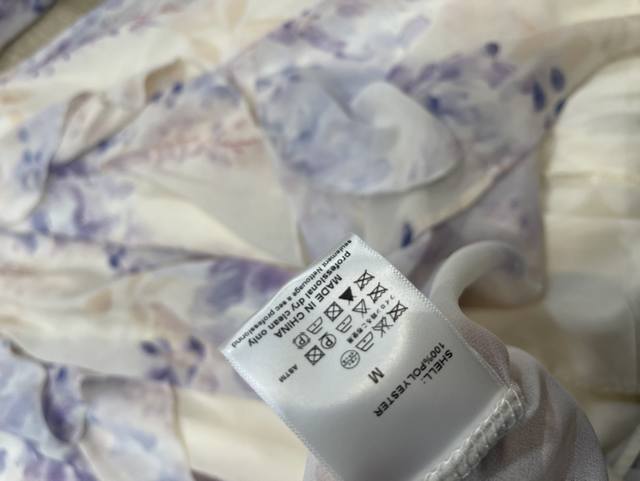 SHELL:
100%POLYESTER
M
ASTM
MADE IN CHINA
professional dry clean only